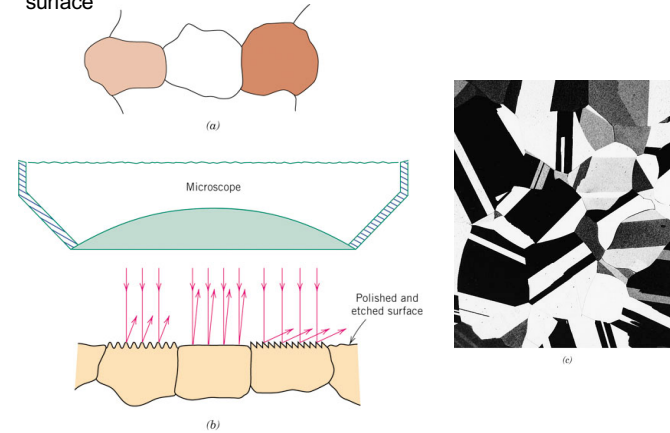 surface
(a)
Microscope
Polished and
etched surface
(b)
(c)